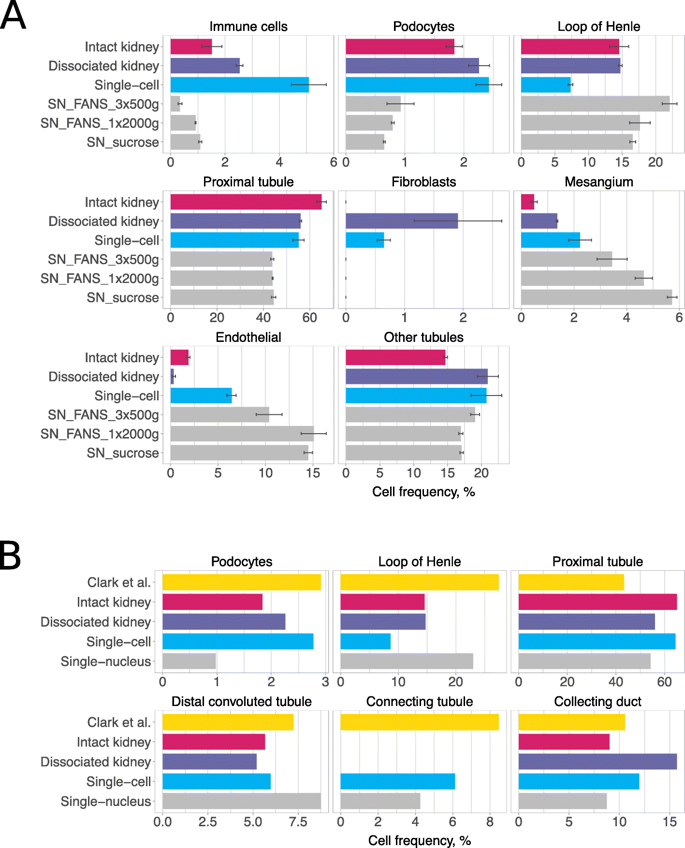 A
Immune cells Podocytes Loop of Henle
Intact kidney
Dissociated kidney
Single−cell
SN_FANS_3x500g
SN_FANS_1x2000g
SN_sucrose
0 2 4 6 0 1 2 0 5 10 15 20
Proximal tubule Fibroblasts Mesangium
Intact kidney
Dissociated kidney
Single−cell
SN_FANS_3x500g
SN_FANS_1x2000g
SN_sucrose
0 20 40 60 0 1 2 0 2 4 6
Endothelial Other tubules
Intact kidney
Dissociated kidney
Single−cell
SN_FANS_3x500g
SN_FANS_1x2000g
SN_sucrose
0 5 10 15 0 5 10 15 20
Cell frequency, %
B
Podocytes Loop of Henle Proximal tubule
Clark et al.
Intact kidney
Dissociated kidney
Single−cell
Single−nucleus
0 1 2 3 0 10 20 0 20 40 60
Distal convoluted tubule Connecting tubule Collecting duct
Clark et al.
Intact kidney
Dissociated kidney
Single−cell
Single−nucleus
0.0 2.5 5.0 7.5 0 2 4 6 8 0 5 10 15
Cell frequency, %